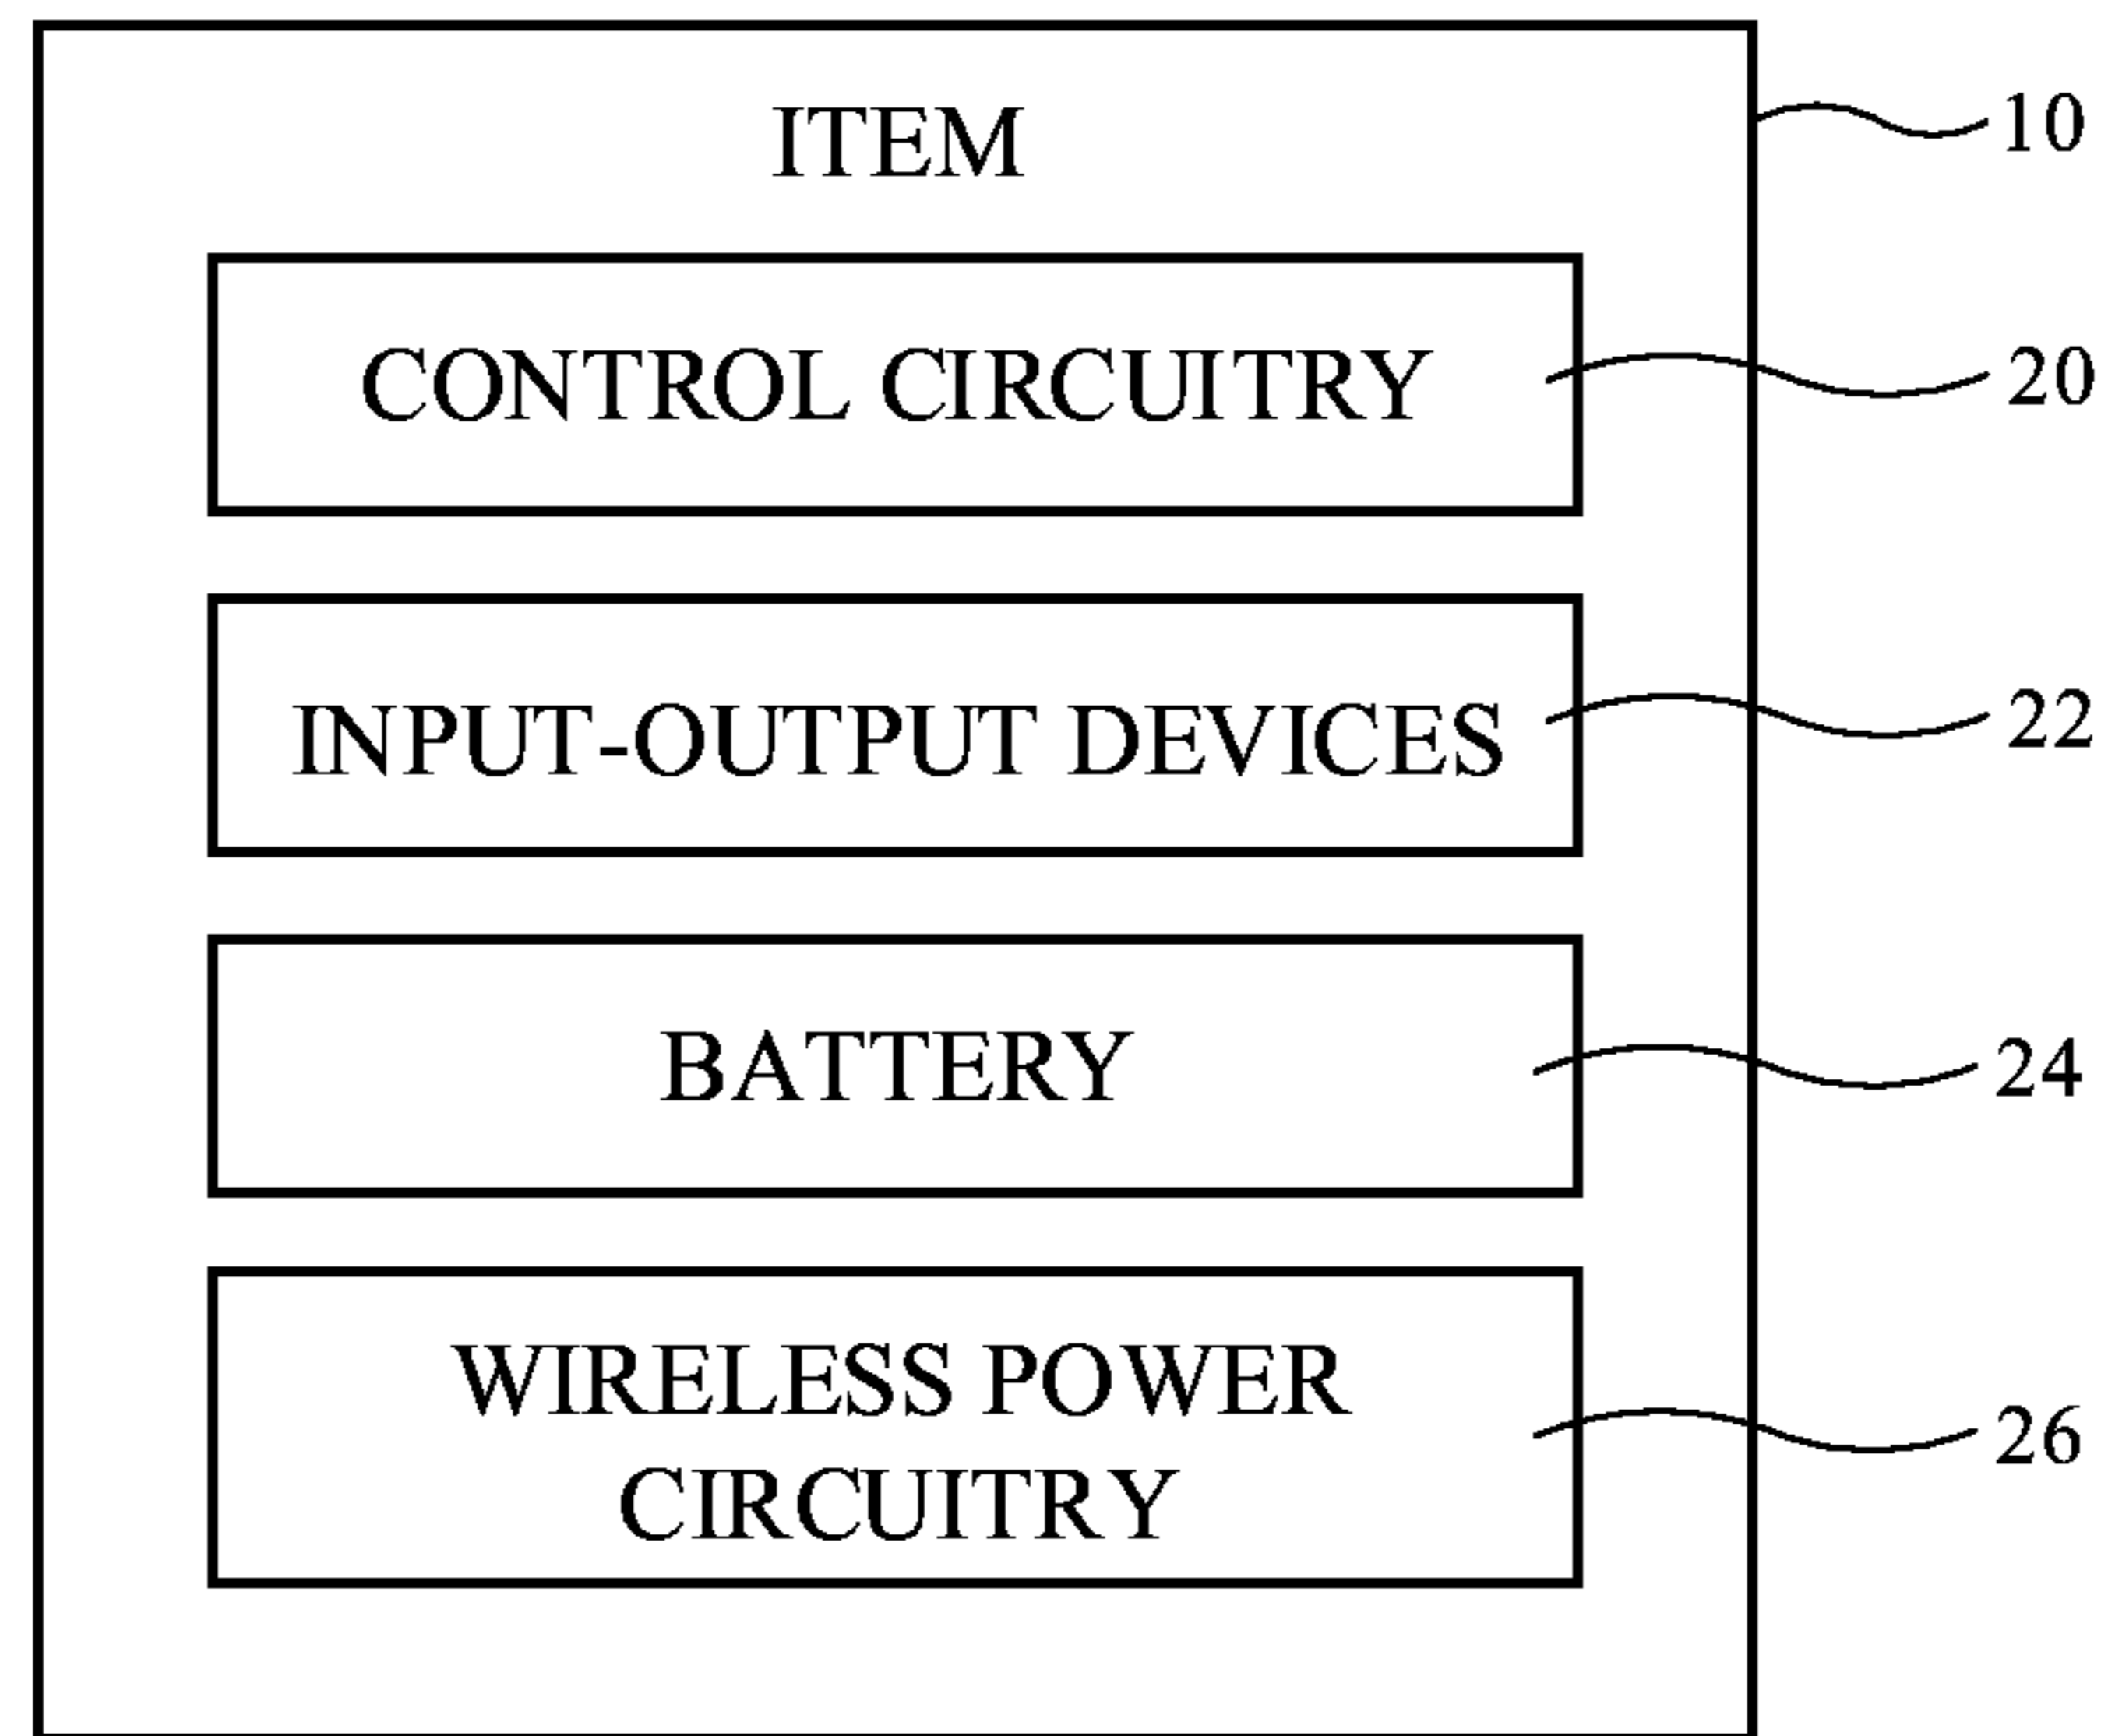 ITEM
10
CONTROL CIRCUITRY
20
INPUT-OUTPUT DEVICES
22
BATTERY
24
WIRELESS POWER
CIRCUITRY
26